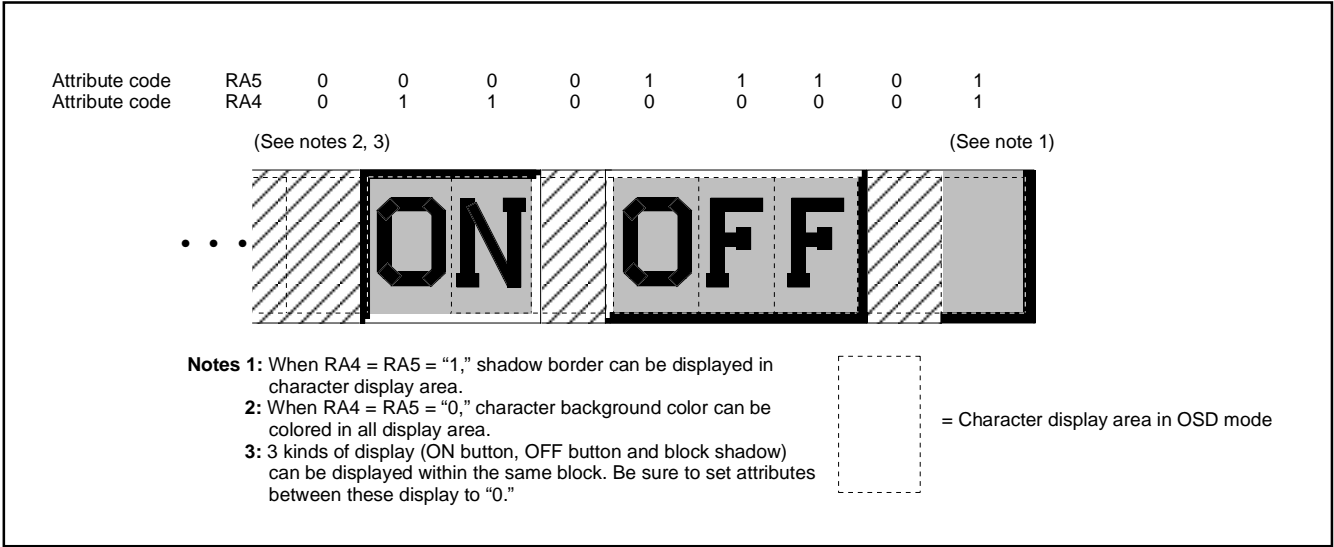 Attribute code RA5 0 0 0 0 1 1 1 0 1
Attribute code RA4 0 1 1 0 0 0 0 0 1
(See notes 2, 3) (See note 1)
• • • ON OFF
Notes 1: When RA4 = RA5 = “1,” shadow border can be displayed in
character display area.
2: When RA4 = RA5 = “0,” character background color can be
colored in all display area.
3: 3 kinds of display (ON button, OFF button and block shadow)
can be displayed within the same block. Be sure to set attributes
between these display to “0.”
= Character display area in OSD mode